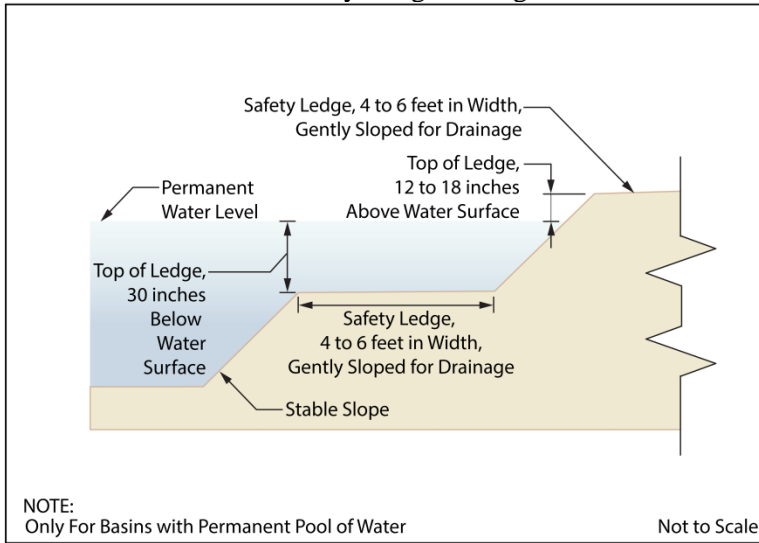 Safety Ledge, 4 to 6 feet in Width,
Gently Sloped for Drainage
Top of Ledge,
12 to 18 inches
Above Water Surface
Permanent
Water Level
Top of Ledge,
30 inches
Below
Water
Surface
Safety Ledge,
4 to 6 feet in Width,
Gently Sloped for Drainage
Stable Slope
NOTE:
Only For Basins with Permanent Pool of Water
Not to Scale